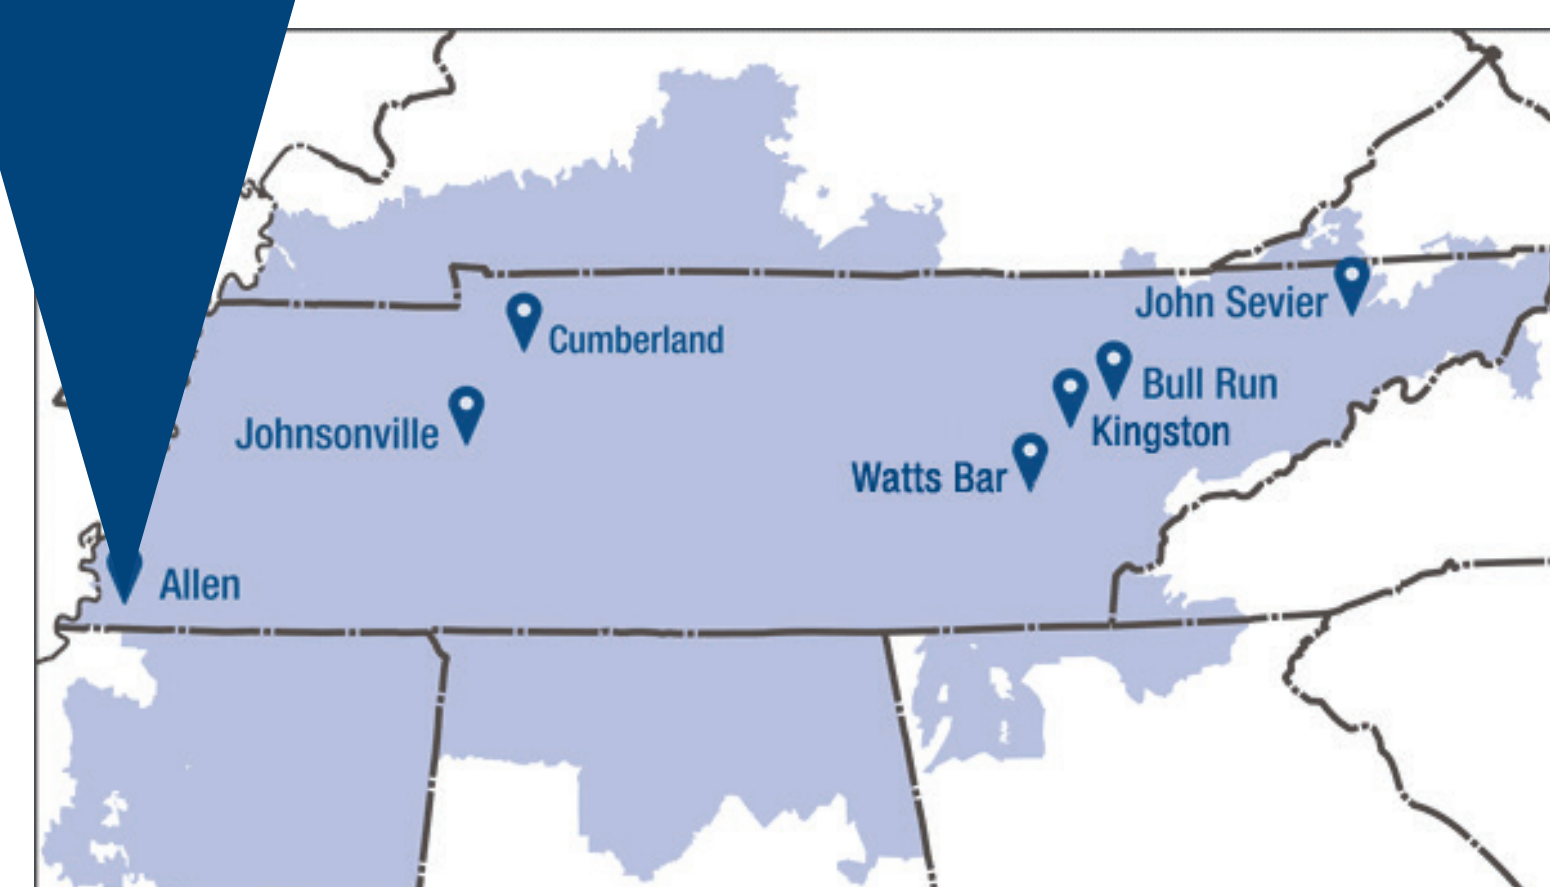 John Sevier
Cumberland
Bull Run
Johnsonville
Kingston
Watts Bar
Allen